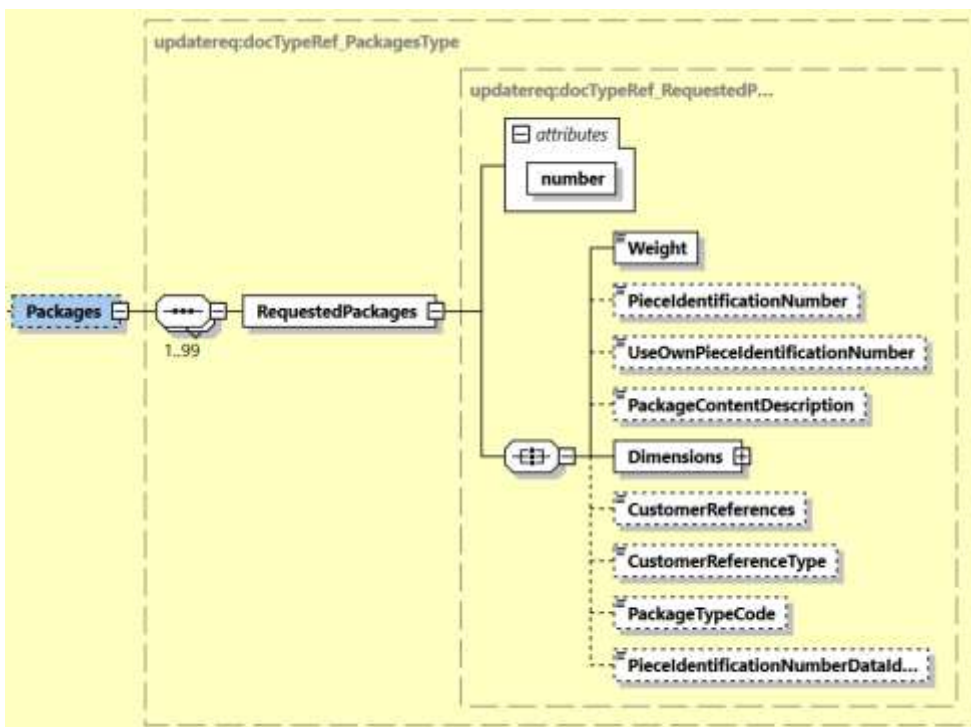 updatereq:docTypeRef_PackagesType
updatereq:docTypeRef_RequestedP...
attributes
number
Weight
PieceIdentificationNumber
Packages
RequestedPackages
1..99
UseOwnPieceIdentificationNumber
PackageContentDescription
Dimensions
CustomerReferences
CustomerReferenceType
PackageTypeCode
PieceIdentificationNumberDataId...